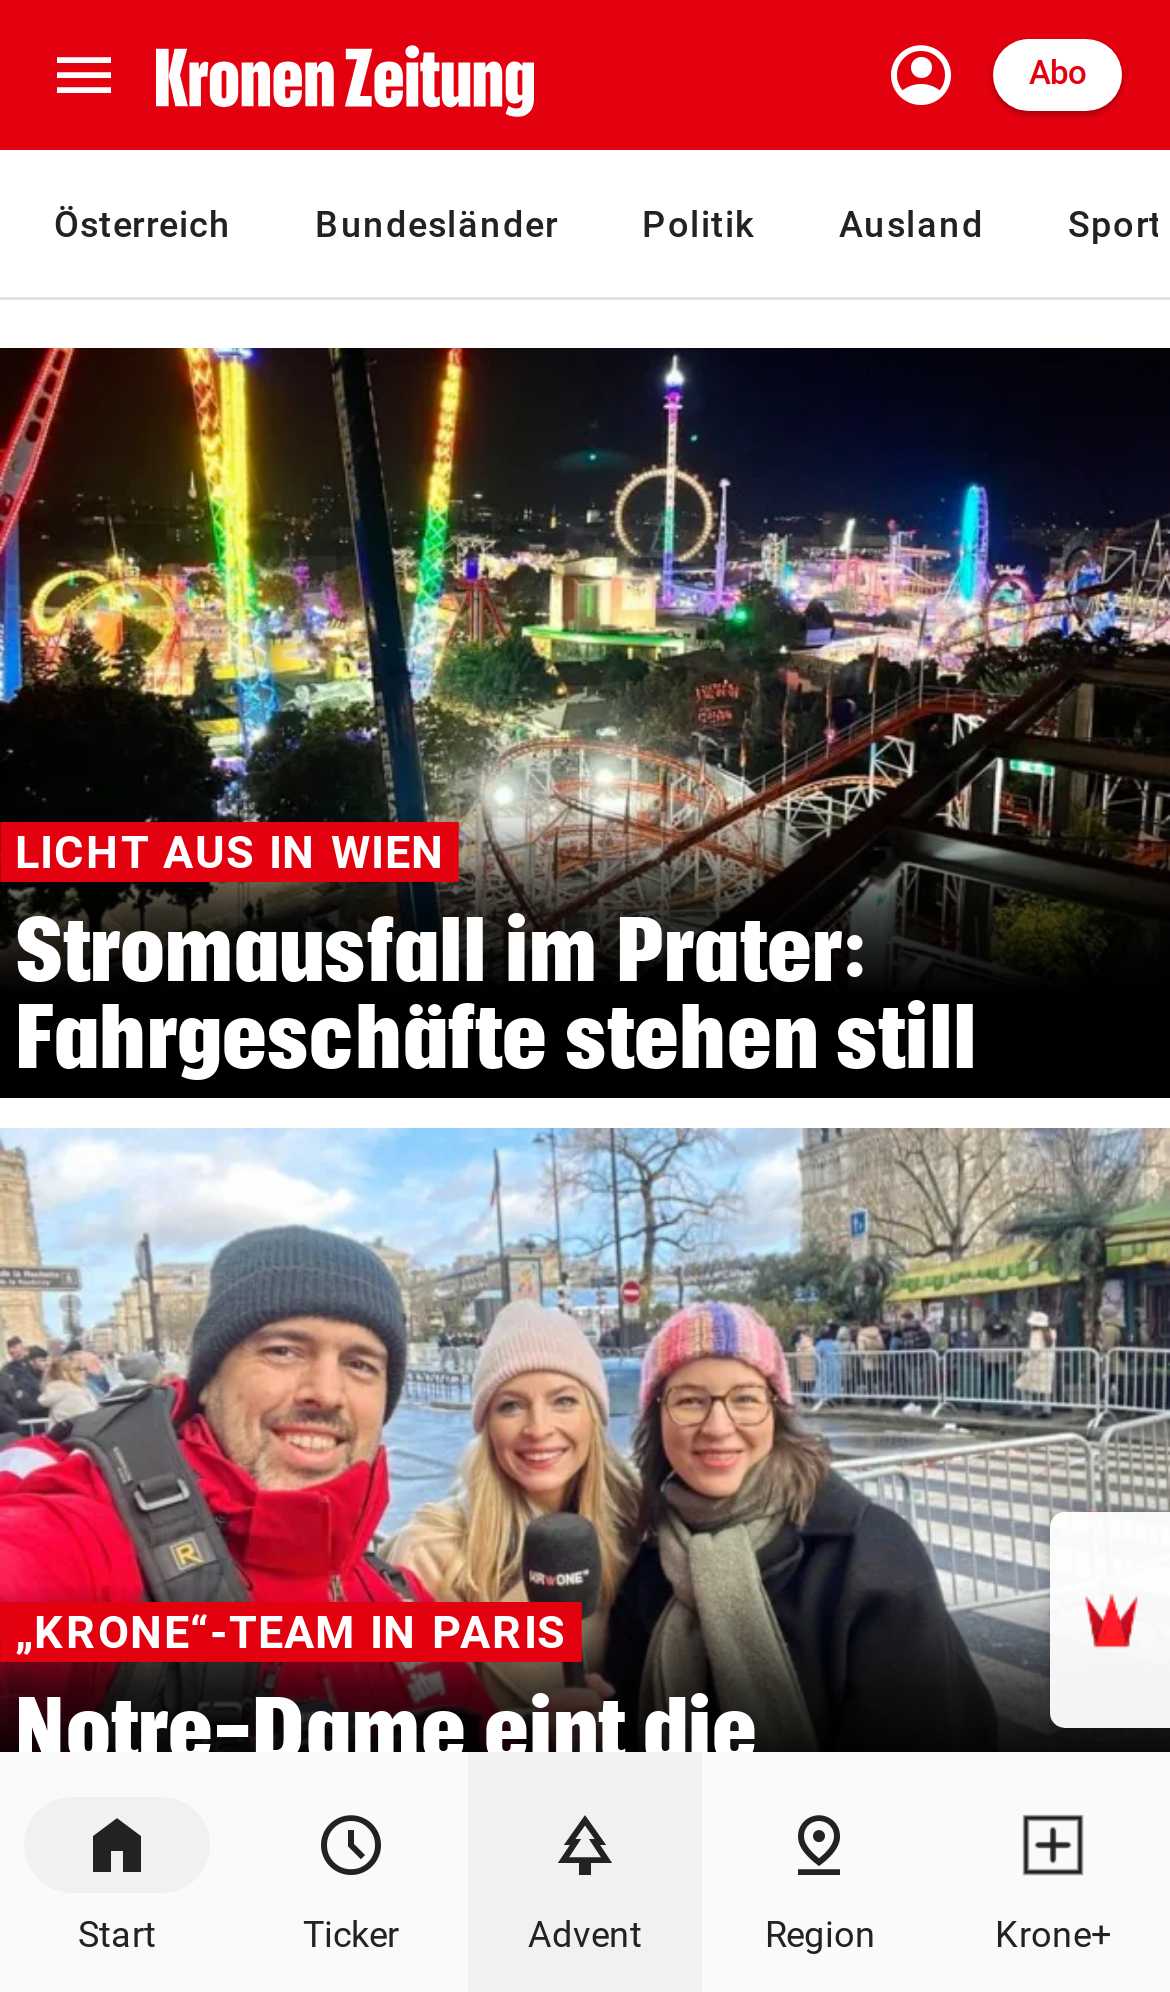 Kronen Zeitung
Abo
Österreich Bundesländer Politik Ausland Sport
LICHT AUS IN WIEN
Stromausfall im Prater:
Fahrgeschäfte stehen still
KRONE™
„KRONE“-TEAM IN PARIS
Notre-Dame eint die
Start Ticker Advent Region Krone+